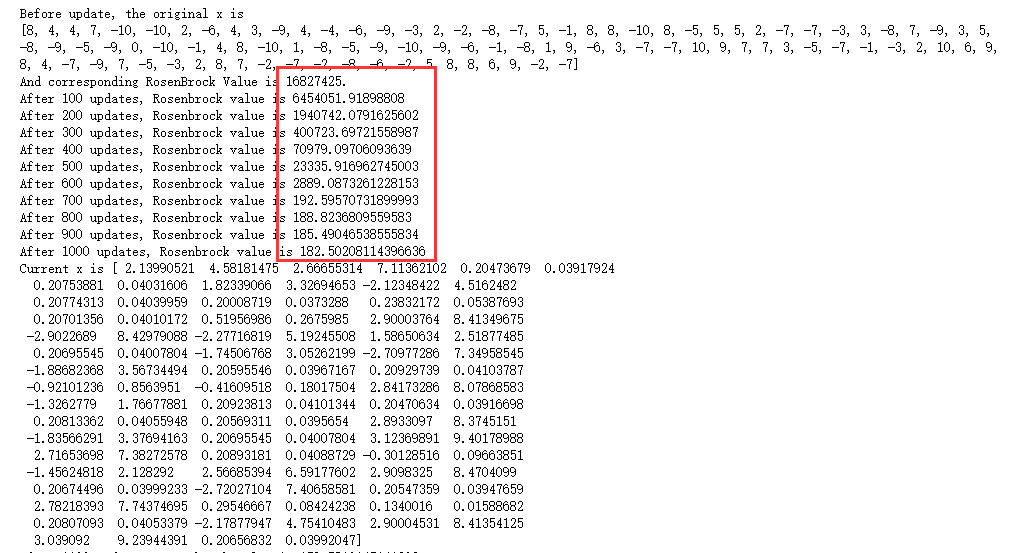 Before update, the original x is
[8, 4, 4, 7, -10, -10, 2, -6, 4, 3, -9, 4, -4, -6, -9, -3, 2, -2, -8, -7, 5, -1, 8, 8, -10, 8, -5, 5, 5, 2, -7, -7, -3, 3, -8, 7, -9, 3, 5,
-8, -9, -5, -9, 0, -10, -1, 4, 8, -10, 1, -8, -5, -9, -10, -9, -6, -1, -8, 1, 9, -6, 3, -7, -7, 10, 9, 7, 7, 3, -5, -7, -1, -3, 2, 10, 6, 9,
8, 4, -7, -9, 7, -5, -3, 2, 8, 7, -2, -7, -2, -8, -6, -2, 5, 8, 8, 6, 9, -2, -7]
And corresponding RosenBrock Value is 16827425.
After 100 updates, Rosenbrock value is 6454051.91898808
After 200 updates, Rosenbrock value is 1940742.0791625602
After 300 updates, Rosenbrock value is 400723.69721558987
After 400 updates, Rosenbrock value is 70979.09706093639
After 500 updates, Rosenbrock value is 23335.916962745003
After 600 updates, Rosenbrock value is 2889.0873261228153
After 700 updates, Rosenbrock value is 192.59570731899993
After 800 updates, Rosenbrock value is 188.8236809559583
After 900 updates, Rosenbrock value is 185.49046538555834
After 1000 updates, Rosenbrock value is 182.50208114396636
Current x is [ 2.13990521 4.58181475 2.66655314 7.11362102 0.20473679 0.03917924
0.20753881 0.04031606 1.82339066 3.32694653 -2.12348422 4.5162482
0.20774313 0.04039959 0.20008719 0.0373288 0.23832172 0.05387693
0.20701356 0.04010172 0.51956986 0.2675985 2.90003764 8.41349675
-2.9022689 8.42979088 -2.27716819 5.19245508 1.58650634 2.51877485
0.20695545 0.04007804 -1.74506768 3.05262199 -2.70977286 7.34958545
-1.88682368 3.56734494 0.20595546 0.03967167 0.20929739 0.04103787
-0.92101236 0.8563951 -0.41609518 0.18017504 2.84173286 8.07868583
-1.3262779 1.76677881 0.20923813 0.04101344 0.20470634 0.03916698
0.20813362 0.04055948 0.20569311 0.0395654 2.8933097 8.3745151
-1.83566291 3.37694163 0.20695545 0.04007804 3.12369891 9.40178988
2.71653698 7.38272578 0.20893181 0.04088729 -0.30128516 0.09663851
-1.45624818 2.128292 2.56685394 6.59177602 2.9098325 8.4704099
0.20674496 0.03999233 -2.72027104 7.40658581 0.20547359 0.03947659
2.78218393 7.74374695 0.29546667 0.08424238 0.1340016 0.01588682
0.20807093 0.04053379 -2.17877947 4.75410483 2.90004531 8.41354125
3.039092 9.23944391 0.20656832 0.03992047]